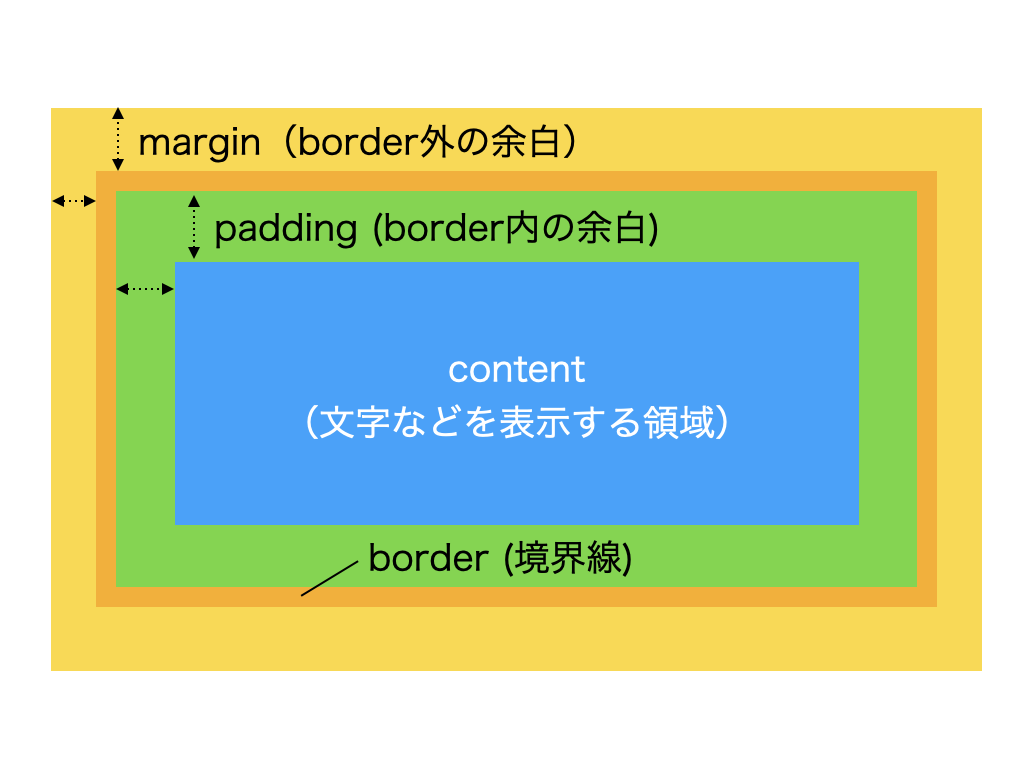 margin（border外の余白）
padding (border内の余白)
content
（文字などを表示する領域）
border (境界線)